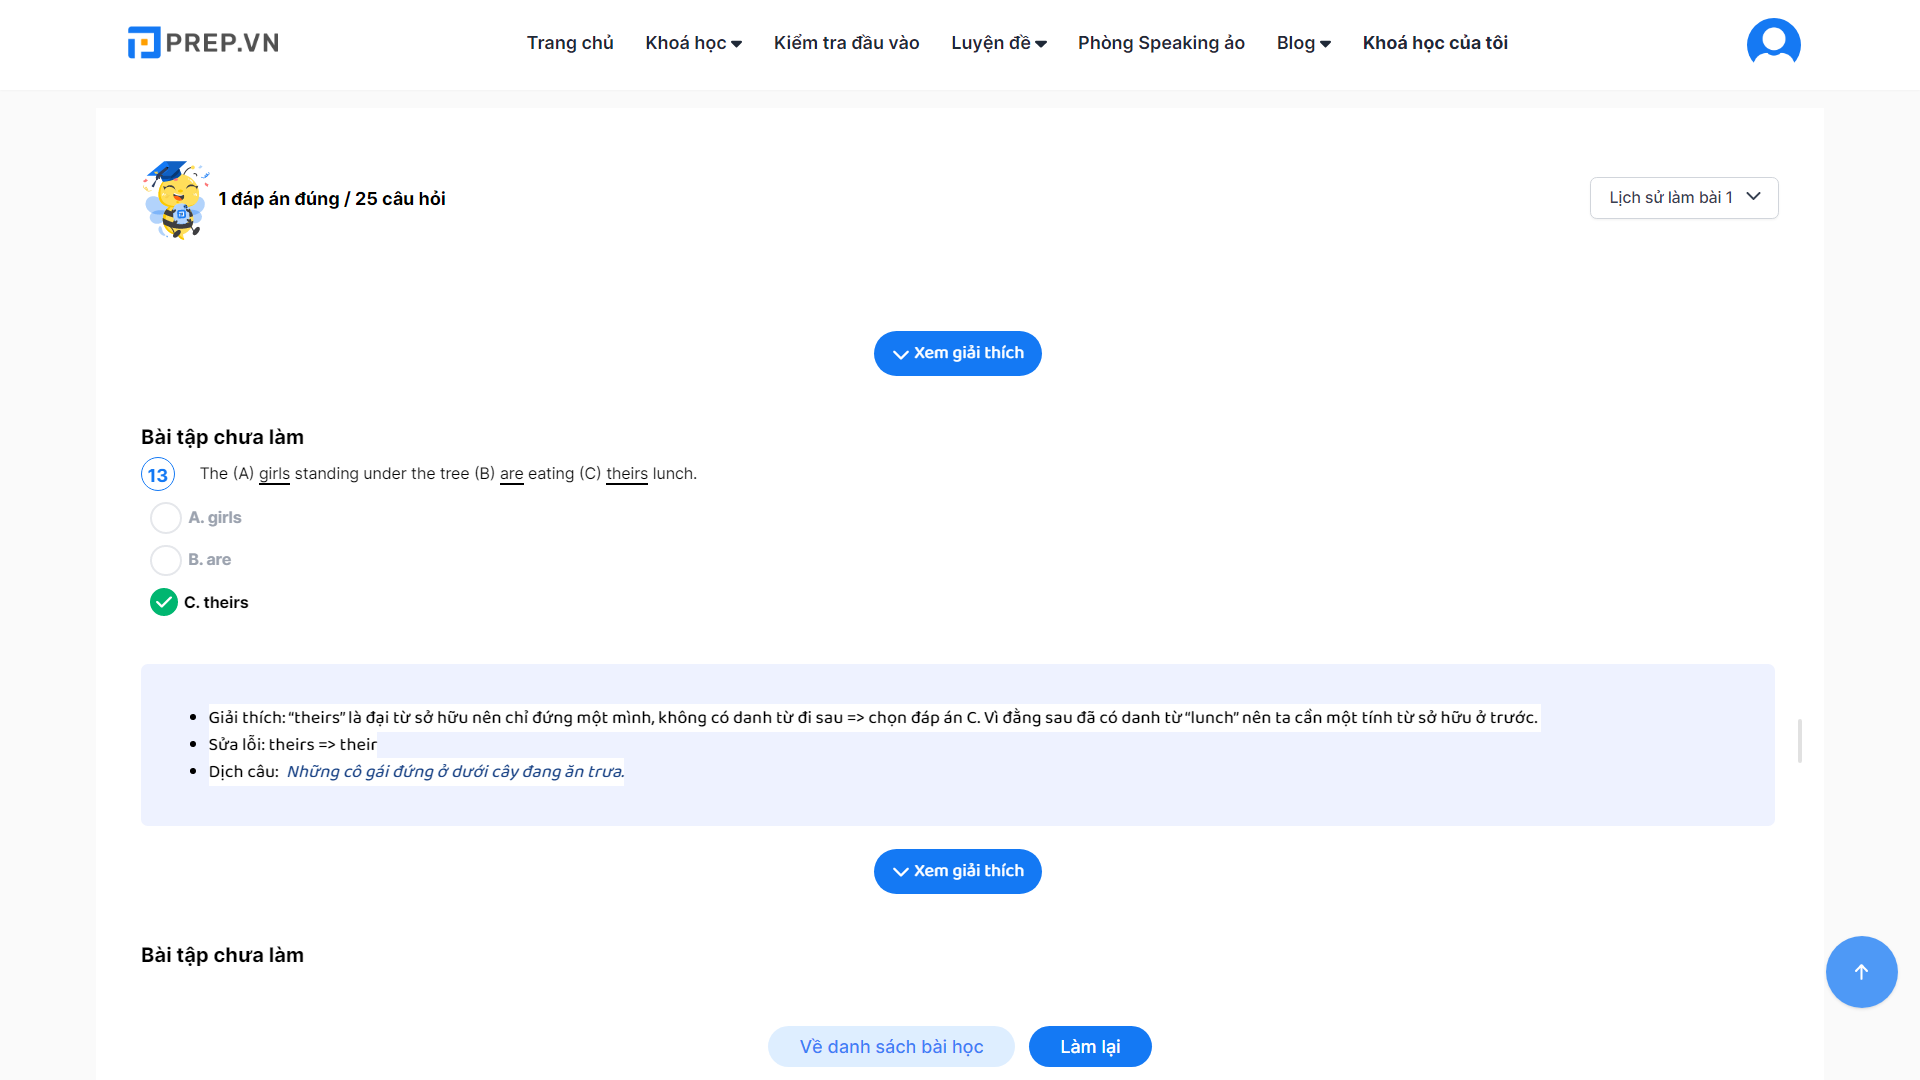 PREP.VN
Trang chủ
Khoá học
Kiểm tra đầu vào
Luyện đề
Phòng Speaking ảo
Blog
Khoá học của tôi
1 đáp án đúng / 25 câu hỏi
Lịch sử làm bài 1
Xem giải thích
Bài tập chưa làm
13 The (A) girls standing under the tree (B) are eating (C) theirs lunch.
A. girls
B. are
C. theirs
Giải thích: “theirs” là đại từ sở hữu nên chỉ đứng một mình, không có danh từ đi sau => chọn đáp án C. Vì đằng sau đã có danh từ “lunch” nên ta cần một tính từ sở hữu ở trước.
Sửa lỗi: theirs => their
Dịch câu: Những cô gái đứng ở dưới cây đang ăn trưa.
Xem giải thích
Bài tập chưa làm
Về danh sách bài học
Làm lại